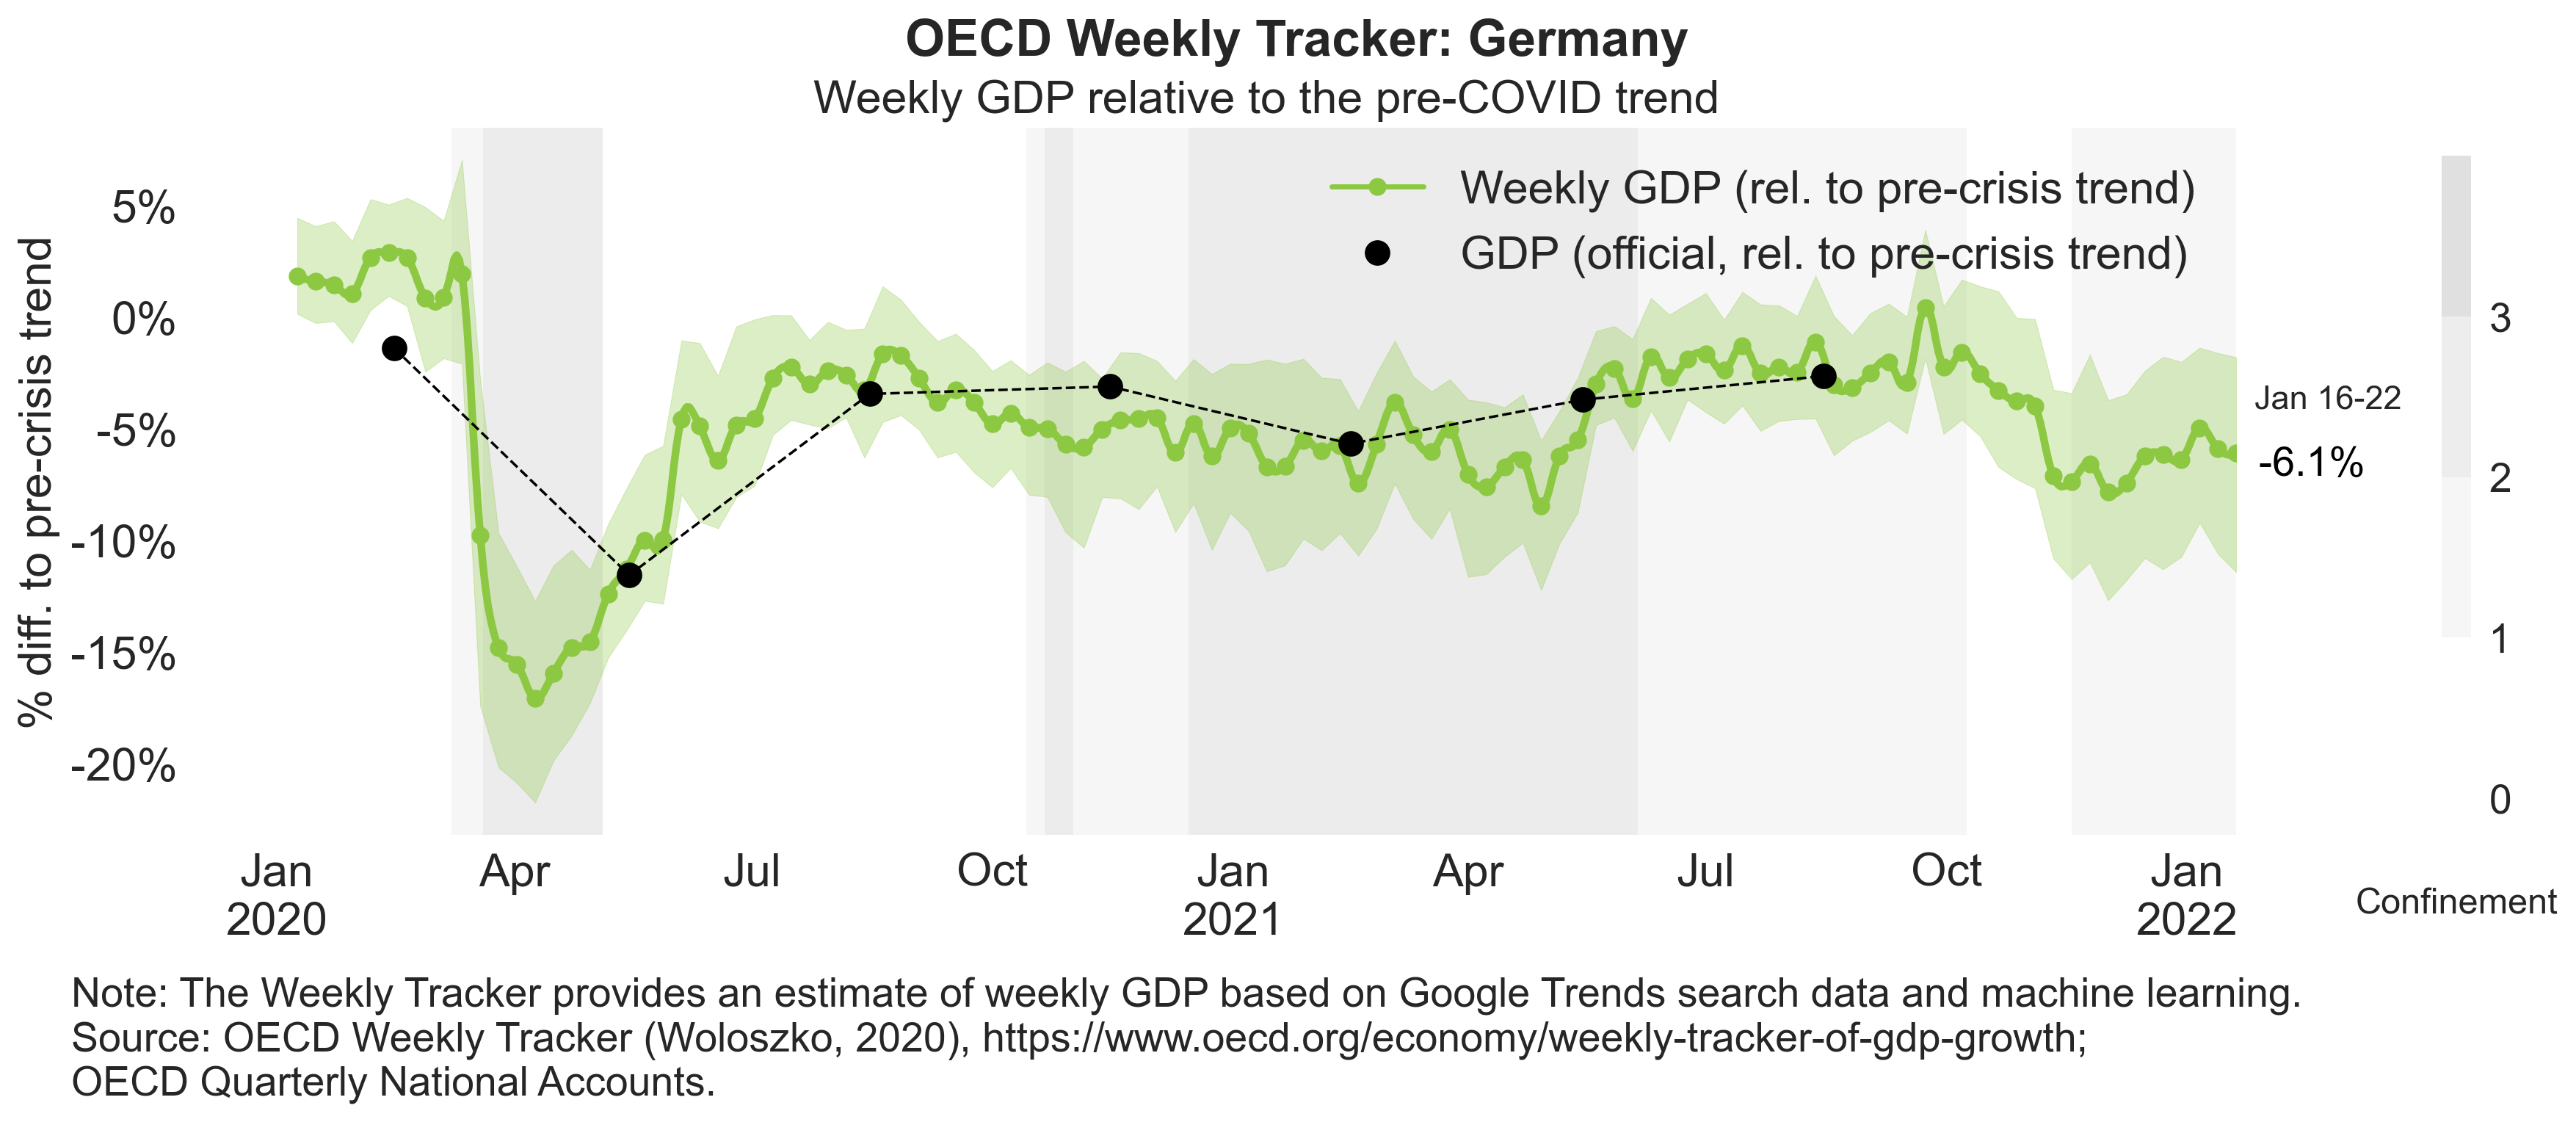 OECD Weekly Tracker: Germany
Weekly GDP relative to the pre-COVID trend
% diff. to pre-crisis trend
5%
0%
-5%
-10%
-15%
-20%
Weekly GDP (rel. to pre-crisis trend)
GDP (official, rel. to pre-crisis trend)
Jan 16-22
-6.1%
3
2
1
0
Confinement
Jan Apr Jul Oct Jan Apr Jul Oct Jan
2020 2021 2022
Note: The Weekly Tracker provides an estimate of weekly GDP based on Google Trends search data and machine learning.
Source: OECD Weekly Tracker (Woloszko, 2020), https://www.oecd.org/economy/weekly-tracker-of-gdp-growth;
OECD Quarterly National Accounts.